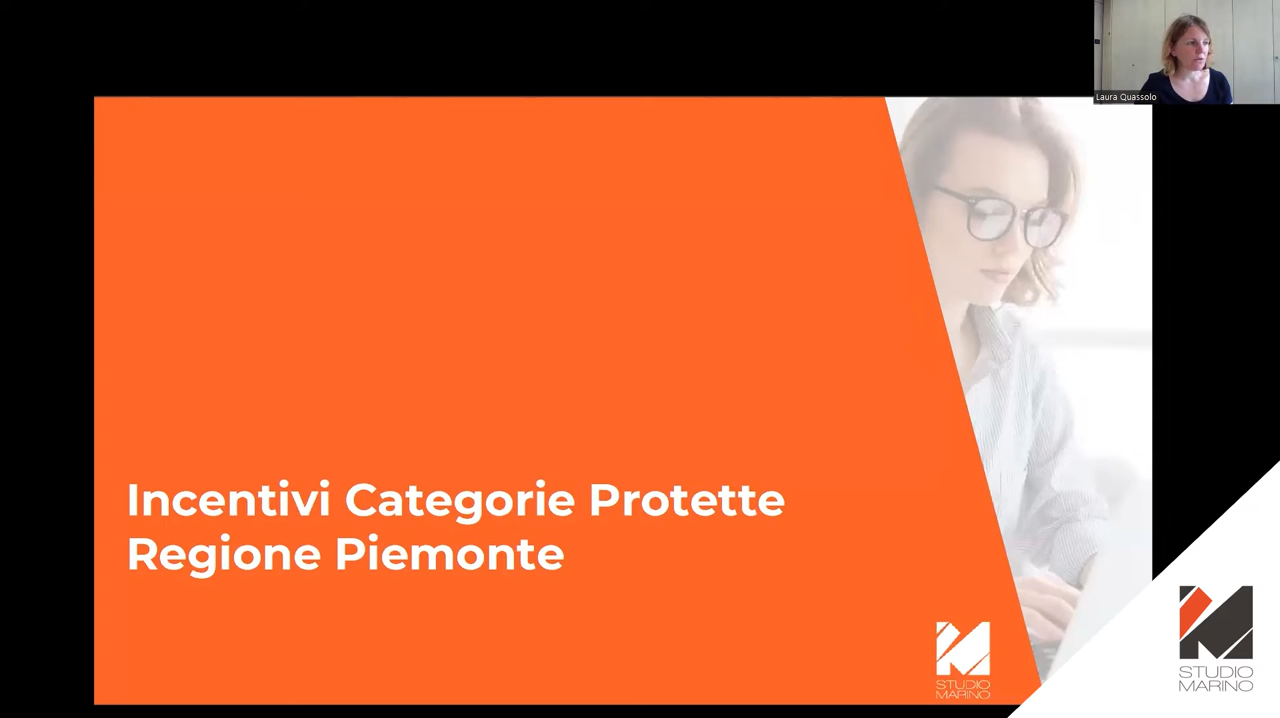 Laura Quassolo
Incentivi Categorie Protette
Regione Piemonte
STUDIO
MARINO
STUDIO
MARINO